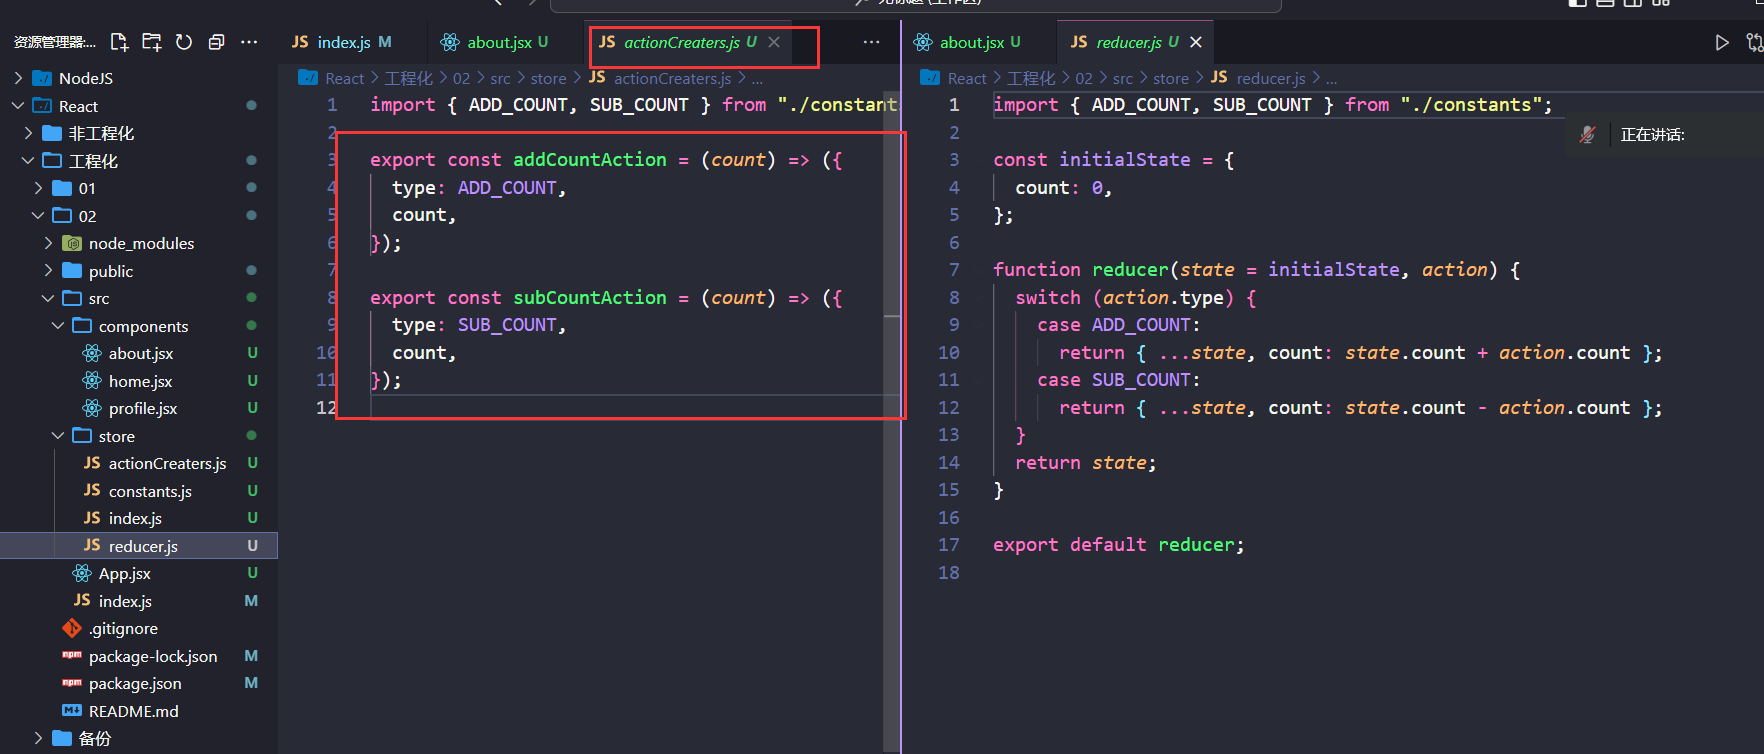 资源管理器:...
NodeJS
React
非工程化
工程化
01
02
node_modules
public
src
components
about.jsx U
home.jsx U
profile.jsx U
store
JS actionCreaters.js U
JS constants.js U
JS index.js U
JS reducer.js U
App.jsx U
JS index.js M
.gitignore
npm package-lock.json M
npm package.json M
README.md
备份
JS index.js M
about.jsx U
JS actionCreaters.js U
React > 工程化 > 02 > src > store > JS actionCreaters.js > ...
1 import { ADD_COUNT, SUB_COUNT } from "./constant
2
3 export const addCountAction = (count) => ({
4 type: ADD_COUNT,
5 count,
6 });
7
8 export const subCountAction = (count) => ({
9 type: SUB_COUNT,
10 count,
11 });
12
about.jsx U
JS reducer.js U
React > 工程化 > 02 > src > store > JS reducer.js > ...
1 import { ADD_COUNT, SUB_COUNT } from "./constants";
2
3 const initialState = {
4 count: 0,
5 };
6
7 function reducer(state = initialState, action) {
8 switch (action.type) {
9 case ADD_COUNT:
10 return { ...state, count: state.count + action.count };
11 case SUB_COUNT:
12 return { ...state, count: state.count - action.count };
13 }
14 return state;
15 }
16
17 export default reducer;
18
正在讲话: